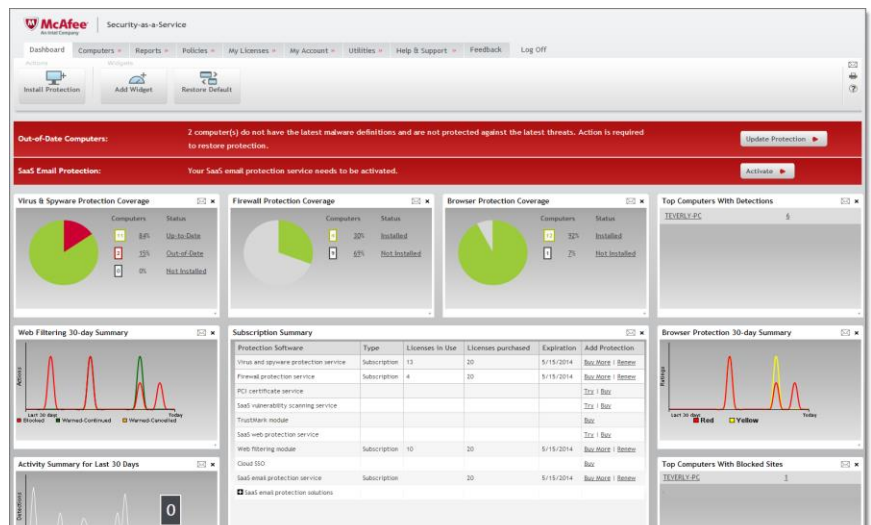 McAfee
An Intel Company
Security-as-a-Service
Dashboard Computers Reports Policies My Licenses My Account Utilities Help & Support Feedback Log Off
Actions Widgets
Install Protection Add Widget Restore Default
Out-of-Date Computers:
2 computer(s) do not have the latest malware definitions and are not protected against the latest threats. Action is required
to restore protection.
Update Protection
SaaS Email Protection: Your SaaS email protection service needs to be activated. Activate
Virus & Spyware Protection Coverage
Computers Status
11 84% Up-to-Date
2 15% Out-of-Date
0 0% Not Installed
Firewall Protection Coverage
Computers Status
4 30% Installed
9 69% Not Installed
Browser Protection Coverage
Computers Status
12 92% Installed
1 7% Not Installed
Top Computers With Detections
TEVERLY-PC 6
Web Filtering 30-day Summary
Actions
Last 30 days Today
Blocked Warned-Continued Warned-Cancelled
Subscription Summary
Protection Software Type Licenses in Use Licenses purchased Expiration Add Protection
Virus and spyware protection service Subscription 13 20 5/15/2014 Buy More | Renew
Firewall protection service Subscription 4 20 5/15/2014 Buy More | Renew
PCI certificate service Try | Buy
SaaS vulnerability scanning service Try | Buy
TrustMark module Buy
SaaS web protection service Try | Buy
Web filtering module Subscription 10 20 5/15/2014 Buy More | Renew
Cloud SSO Buy
SaaS email protection service Subscription 20 5/15/2014 Buy More | Renew
SaaS email protection solutions
Browser Protection 30-day Summary
Ratings
Last 30 days Today
Red Yellow
Activity Summary for Last 30 Days
Detections
0
Top Computers With Blocked Sites
TEVERLY-PC 3